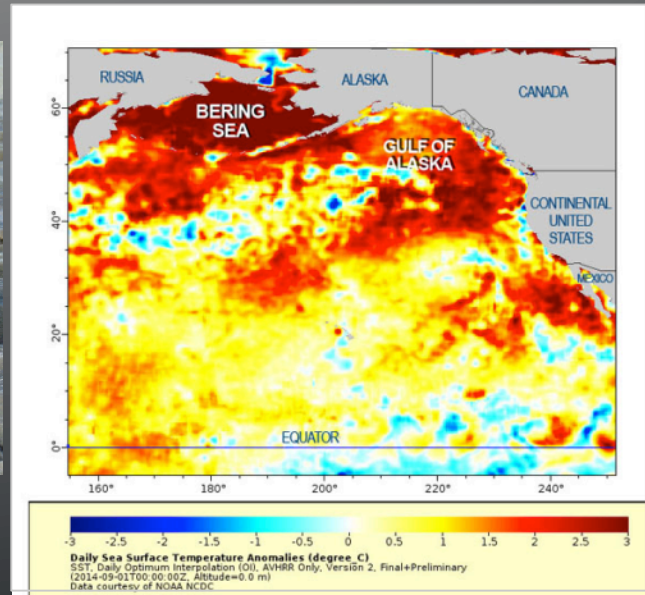 RUSSIA
ALASKA
CANADA
BERING
SEA
GULF OF
ALASKA
CONTINENTAL
UNITED
STATES
MEXICO
EQUATOR
60°
40°
20°
0°
160° 180° 200° 220° 240°
-3 -2.5 -2 -1.5 -1 -0.5 0 0.5 1 1.5 2 2.5 3
Daily Sea Surface Temperature Anomalies (degree_C)
SST, Daily Optimum Interpolation (OI), AVHRR Only, Version 2, Final+Preliminary
(2014-09-01T00:00:00Z, Altitude=0.0 m)
Data courtesy of NOAA NCDC